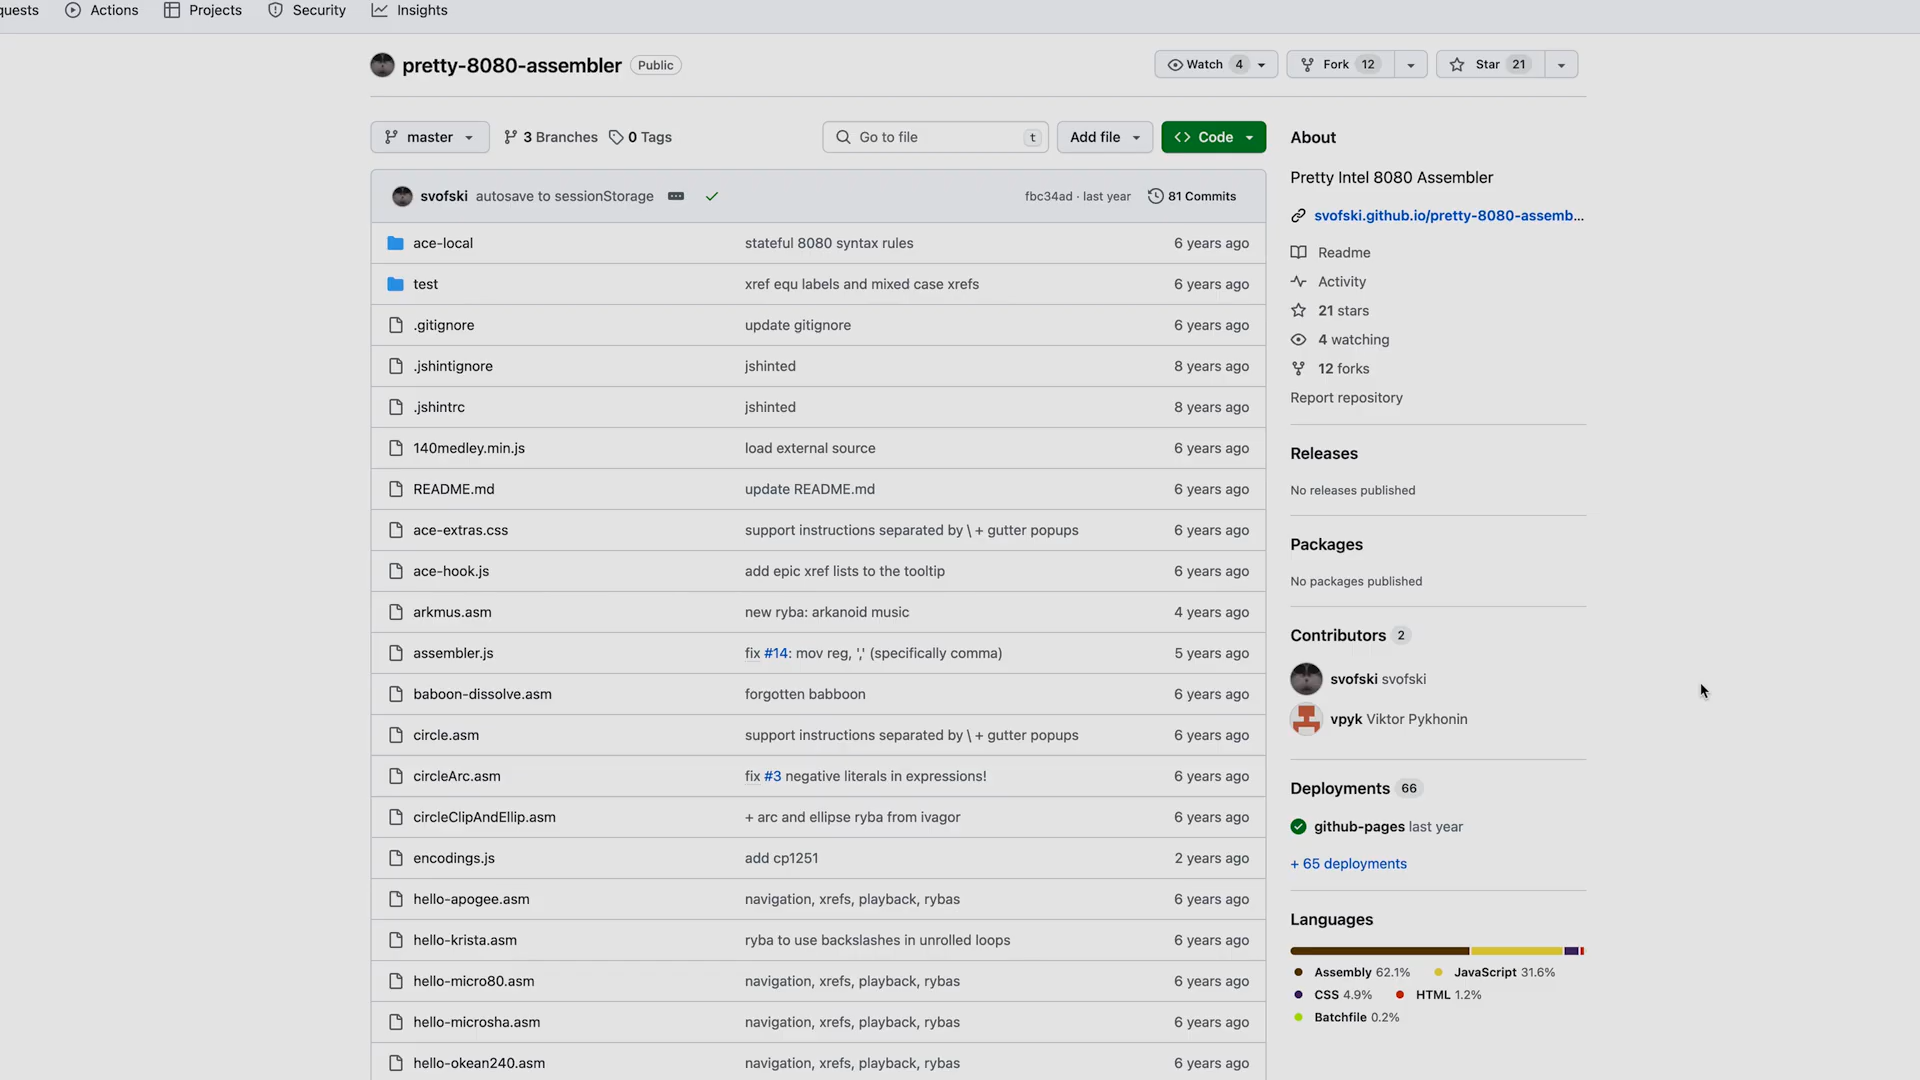 quests Actions Projects Security Insights
pretty-8080-assembler Public Watch 4 Fork 12 Star 21
master 3 Branches 0 Tags Go to file t Add file Code
svofski autosave to sessionStorage fbc34ad · last year 81 Commits
ace-local stateful 8080 syntax rules 6 years ago
test xref equ labels and mixed case xrefs 6 years ago
.gitignore update gitignore 6 years ago
.jshintignore jshinted 8 years ago
.jshintrc jshinted 8 years ago
140medley.min.js load external source 6 years ago
README.md update README.md 6 years ago
ace-extras.css support instructions separated by \ + gutter popups 6 years ago
ace-hook.js add epic xref lists to the tooltip 6 years ago
arkmus.asm new ryba: arkanoid music 4 years ago
assembler.js fix #14: mov reg, ',' (specifically comma) 5 years ago
baboon-dissolve.asm forgotten babboon 6 years ago
circle.asm support instructions separated by \ + gutter popups 6 years ago
circleArc.asm fix #3 negative literals in expressions! 6 years ago
circleClipAndEllip.asm + arc and ellipse ryba from ivagor 6 years ago
encodings.js add cp1251 2 years ago
hello-apogee.asm navigation, xrefs, playback, rybas 6 years ago
hello-krista.asm ryba to use backslashes in unrolled loops 6 years ago
hello-micro80.asm navigation, xrefs, playback, rybas 6 years ago
hello-microsha.asm navigation, xrefs, playback, rybas 6 years ago
hello-okean240.asm navigation, xrefs, playback, rybas 6 years ago
About
Pretty Intel 8080 Assembler
svofski.github.io/pretty-8080-assemb...
Readme
Activity
21 stars
4 watching
12 forks
Report repository
Releases
No releases published
Packages
No packages published
Contributors 2
svofski svofski
vpyk Viktor Pykhonin
Deployments 66
github-pages last year
+ 65 deployments
Languages
Assembly 62.1% JavaScript 31.6%
CSS 4.9% HTML 1.2%
Batchfile 0.2%